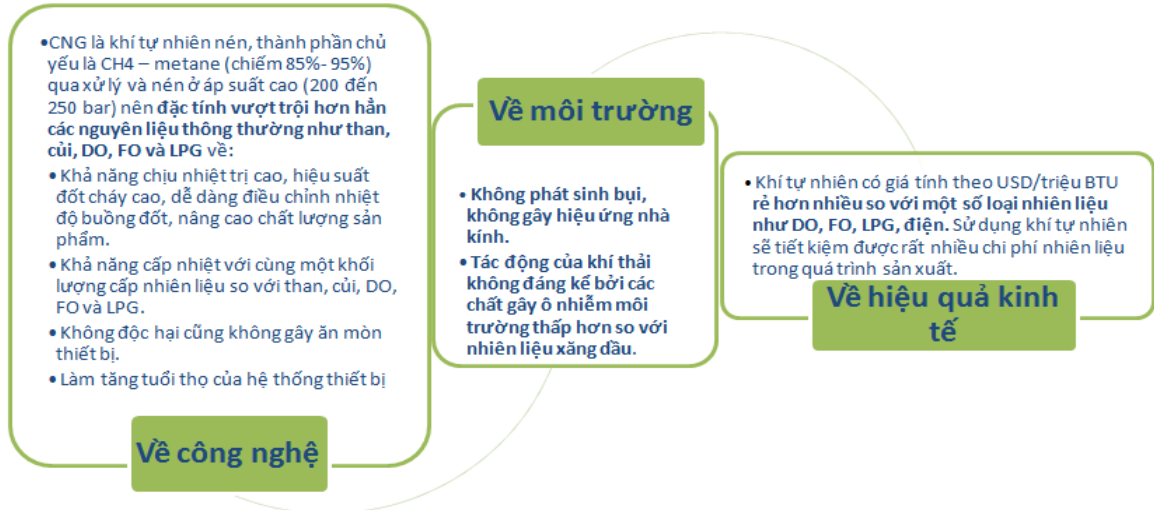 •CNG là khí tự nhiên nén, thành phần chủ
yếu là CH4 – metane (chiếm 85%- 95%)
qua xử lý và nén ở áp suất cao (200 đến
250 bar) nên đặc tính vượt trội hơn hẳn
các nguyên liệu thông thường như than,
củi, DO, FO và LPG về:
• Khả năng chịu nhiệt trị cao, hiệu suất
đốt cháy cao, dễ dàng điều chỉnh nhiệt
độ buồng đốt, nâng cao chất lượng sản
phẩm.
• Khả năng cấp nhiệt với cùng một khối
lượng cấp nhiên liệu so với than, củi, DO,
FO và LPG.
• Không độc hại cũng không gây ăn mòn
thiết bị.
• Làm tăng tuổi thọ của hệ thống thiết bị
Về công nghệ
Về môi trường
• Không phát sinh bụi,
không gây hiệu ứng nhà
kính.
• Tác động của khí thải
không đáng kể bởi các
chất gây ô nhiễm môi
trường thấp hơn so với
nhiên liệu xăng dầu.
• Khí tự nhiên có giá tính theo USD/triệu BTU
rẻ hơn nhiều so với một số loại nhiên liệu
như DO, FO, LPG, điện. Sử dụng khí tự nhiên
sẽ tiết kiệm được rất nhiều chi phí nhiên liệu
trong quá trình sản xuất.
Về hiệu quả kinh
tế